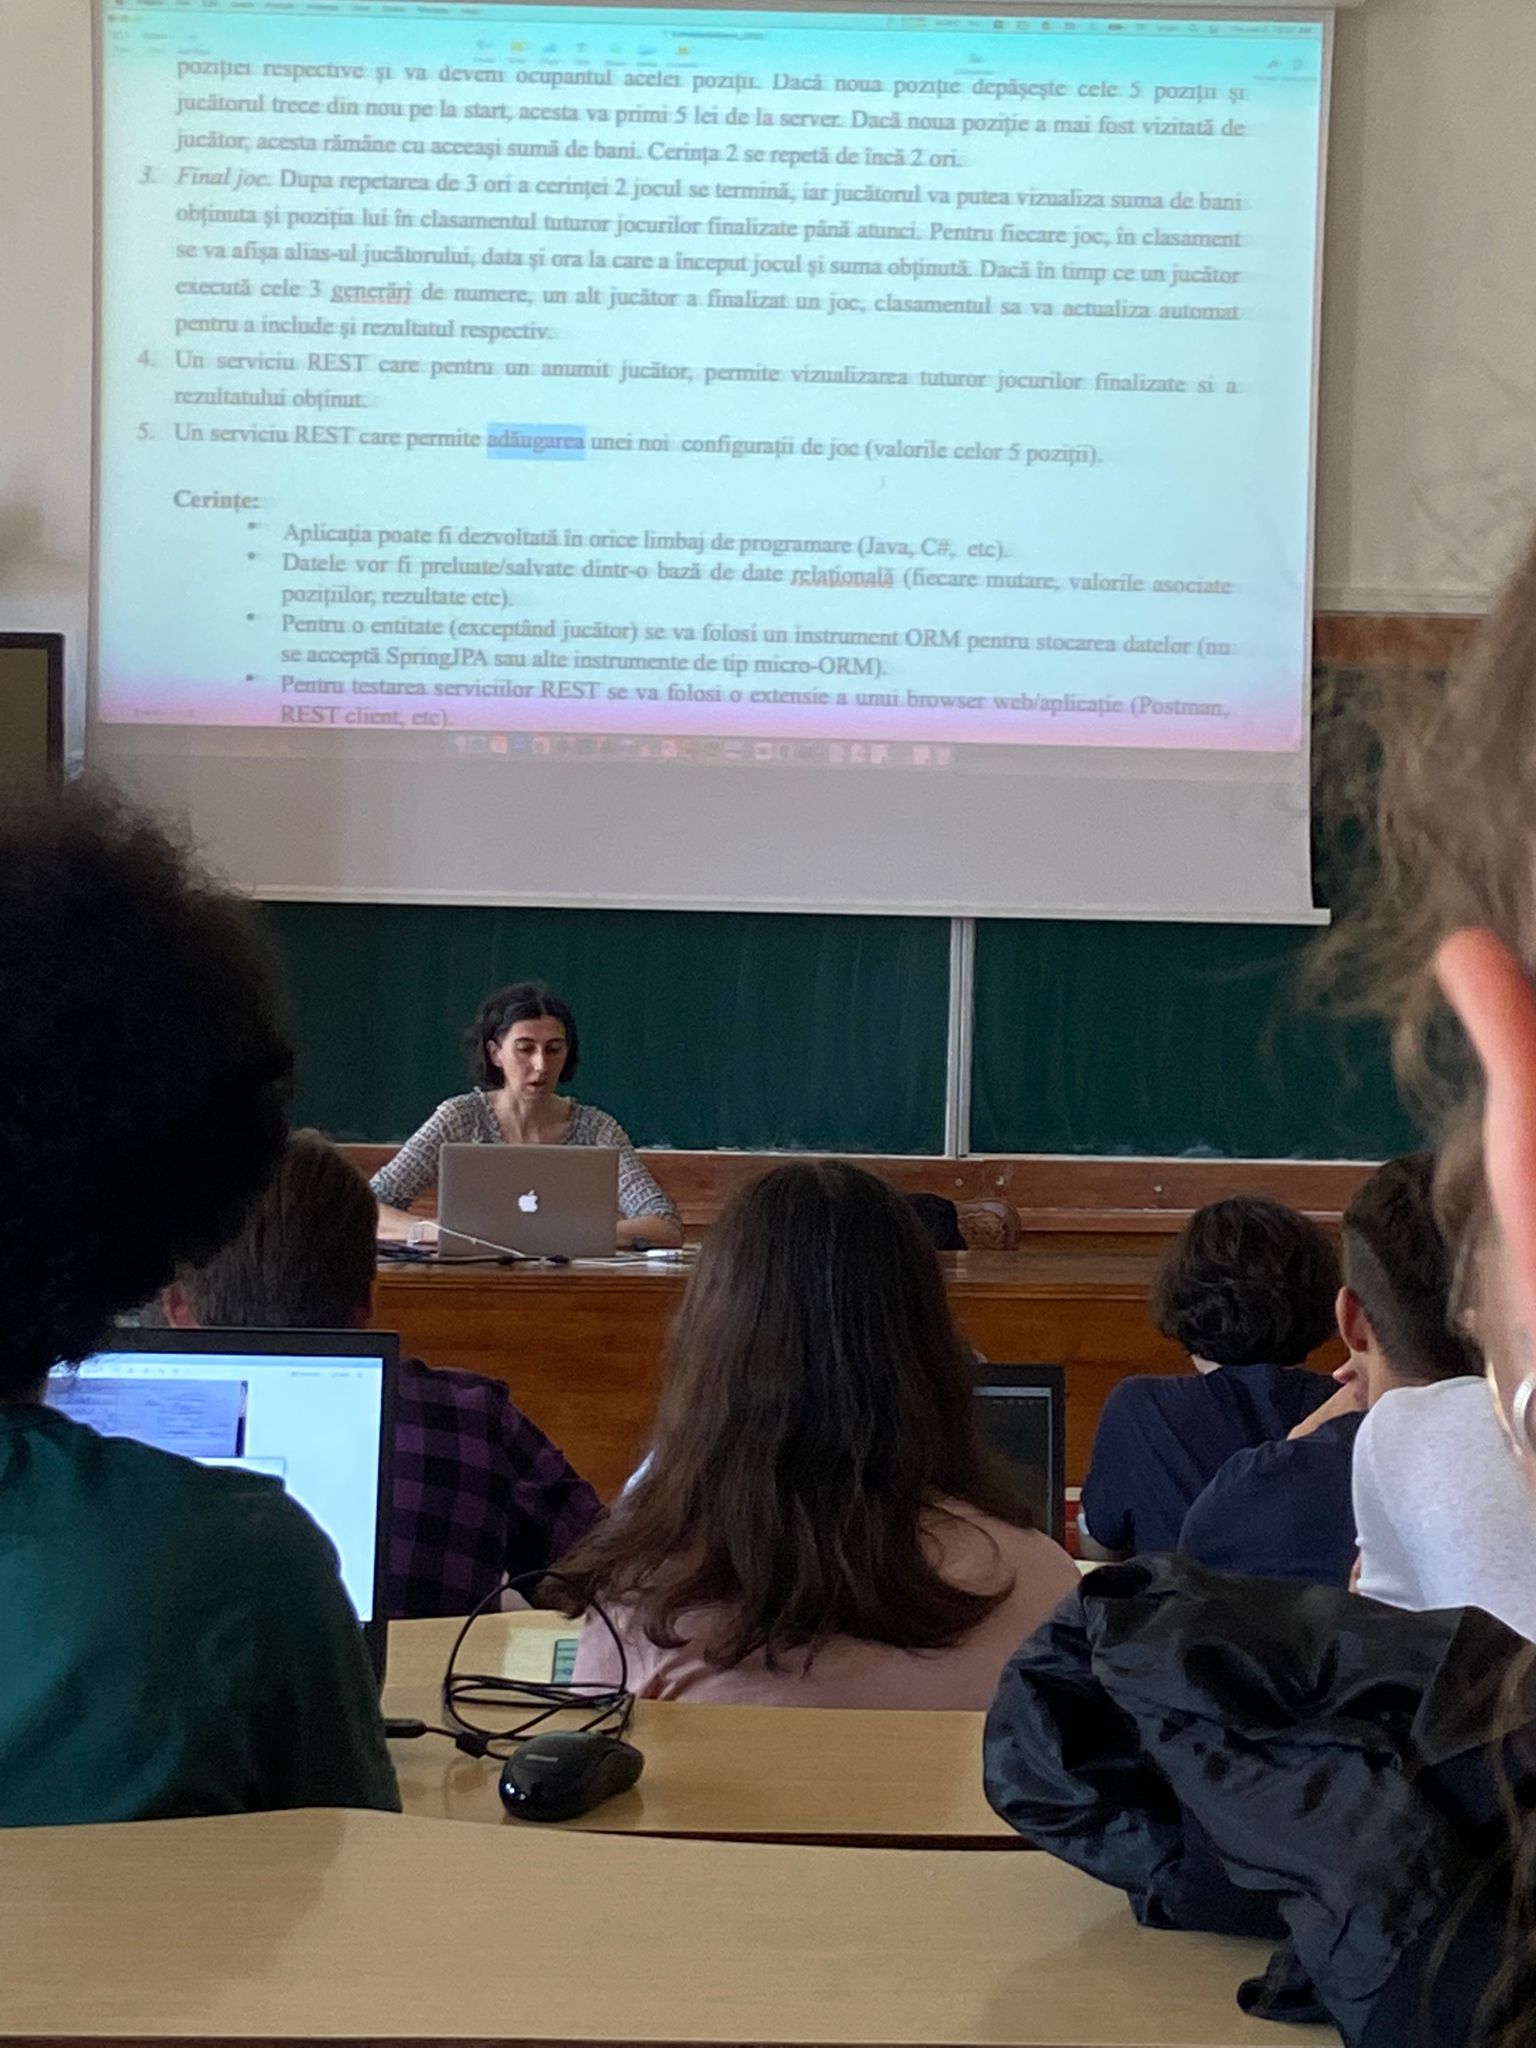 poziției respective și va deveni ocupantul acelei poziții. Dacă noua poziție depășește cele 5 poziții și
jucătorul trece din nou pe la start, acesta va primi 5 lei de la server. Dacă noua poziție a mai fost vizitată de
jucător, acesta rămâne cu aceeași sumă de bani. Cerința 2 se repetă de încă 2 ori.
3. Final joc. Dupa repetarea de 3 ori a cerinței 2 jocul se termină, iar jucătorul va putea vizualiza suma de bani
obținuta și poziția lui în clasamentul tuturor jocurilor finalizate până atunci. Pentru fiecare joc, în clasament
se va afișa alias-ul jucătorului, data și ora la care a început jocul și suma obținută. Dacă în timp ce un jucător
execută cele 3 generări de numere, un alt jucător a finalizat un joc, clasamentul sa va actualiza automat
pentru a include și rezultatul respectiv.
4. Un serviciu REST care pentru un anumit jucător, permite vizualizarea tuturor jocurilor finalizate si a
rezultatului obținut.
5. Un serviciu REST care permite adăugarea unei noi configurații de joc (valorile celor 5 poziții).
Cerințe:
• Aplicația poate fi dezvoltată în orice limbaj de programare (Java, C#, etc).
• Datele vor fi preluate/salvate dintr-o bază de date relațională (fiecare mutare, valorile asociate
pozițiilor, rezultate etc).
• Pentru o entitate (exceptând jucător) se va folosi un instrument ORM pentru stocarea datelor (nu
se acceptă SpringJPA sau alte instrumente de tip micro-ORM).
• Pentru testarea serviciilor REST se va folosi o extensie a unui browser web/aplicație (Postman,
REST client, etc).